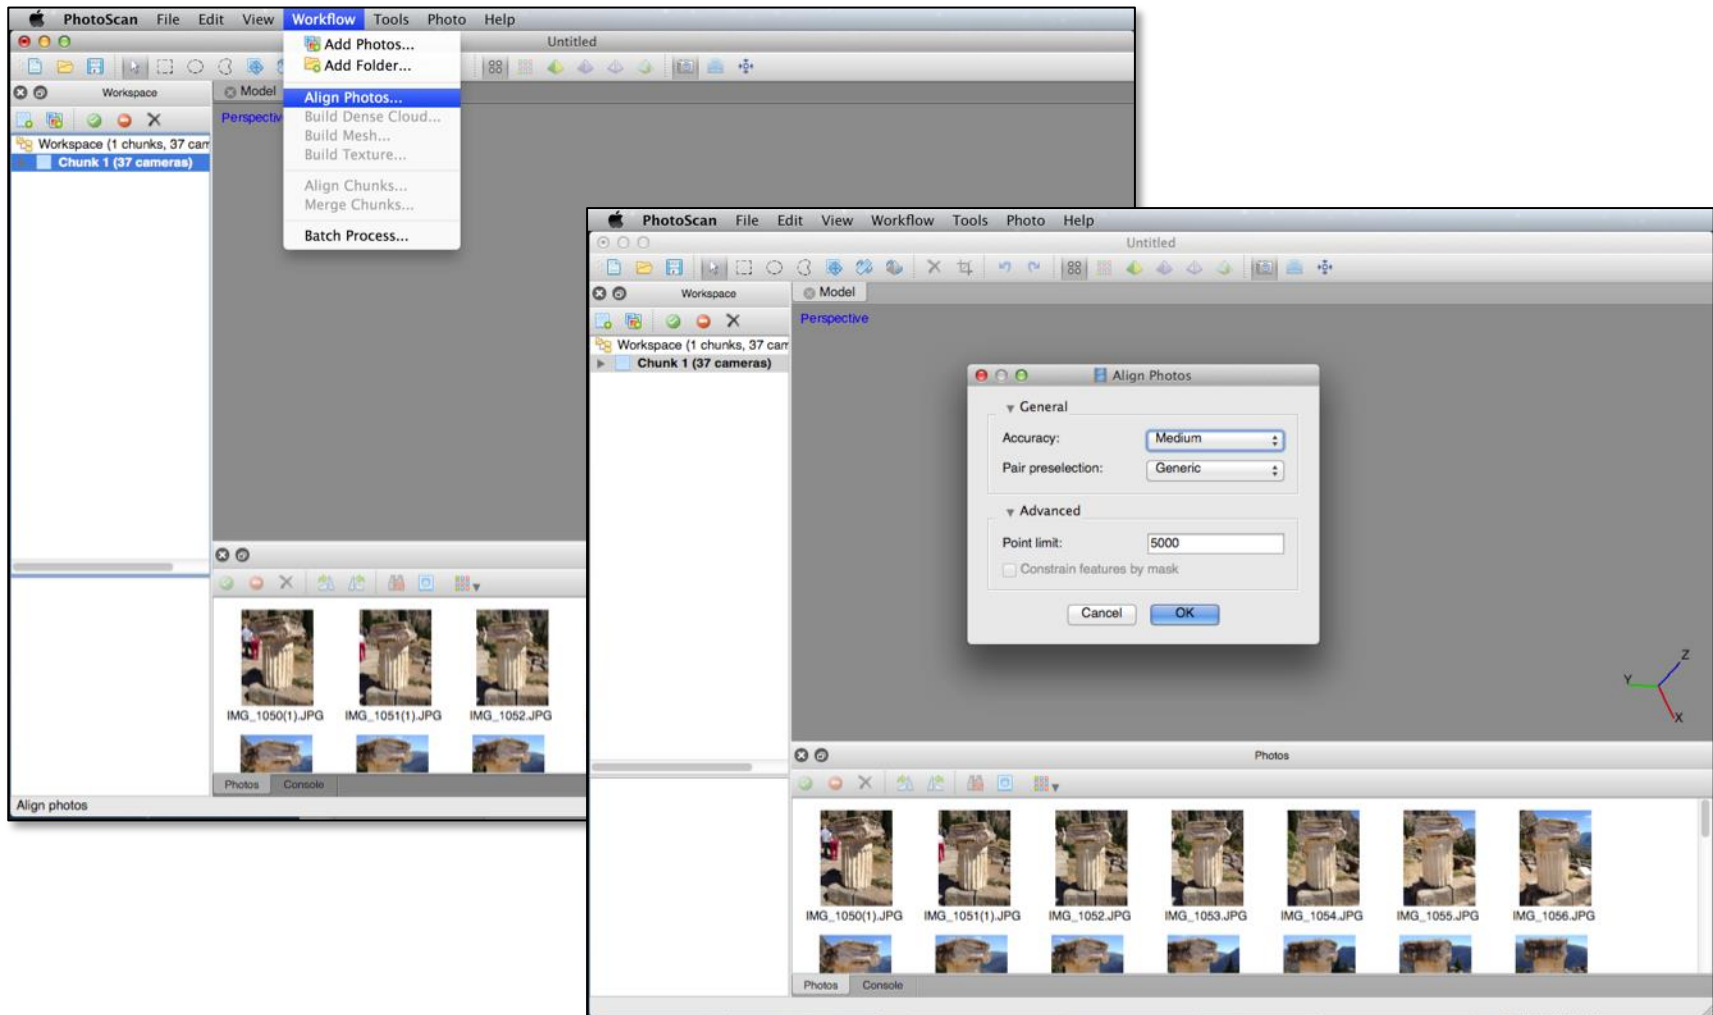 PhotoScan File Edit View Workflow Tools Photo Help
Untitled
Add Photos...
Add Folder...
Align Photos...
Build Dense Cloud...
Build Mesh...
Build Texture...
Align Chunks...
Merge Chunks...
Batch Process...
Workspace
Model
Perspectiv
Workspace (1 chunks, 37 cam
Chunk 1 (37 cameras)
IMG_1050(1).JPG IMG_1051(1).JPG IMG_1052.JPG
Photos Console
Align photos
PhotoScan File Edit View Workflow Tools Photo Help
Untitled
Workspace
Model
Perspective
Workspace (1 chunks, 37 cam
Chunk 1 (37 cameras)
Align Photos
General
Accuracy: Medium
Pair preselection: Generic
Advanced
Point limit: 5000
Constrain features by mask
Cancel OK
Z
Y
X
Photos
IMG_1050(1).JPG IMG_1051(1).JPG IMG_1052.JPG IMG_1053.JPG IMG_1054.JPG IMG_1055.JPG IMG_1056.JPG
Photos Console